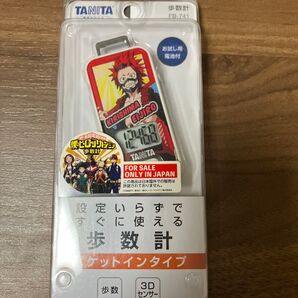 TANITA
歩数計
FB-741
お試し用
電池付
KIRISHIMA
EIJIRO
TANITA
僕のヒーローアカデミア
歩数計
FOR SALE
ONLY IN JAPAN
設定いらずで
すぐに使える
歩数計
ポケットインタイプ
歩数
3D
センサー